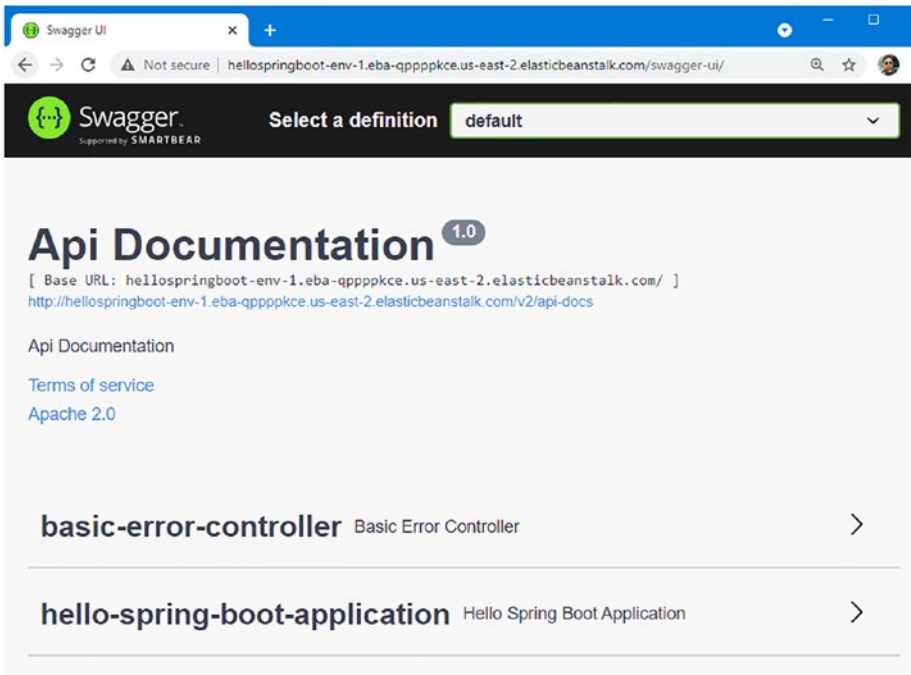 Swagger UI
Not secure | hellospringboot-env-1.eba-qppppkce.us-east-2.elasticbeanstalk.com/swagger-ui/
Swagger.
Supported by SMARTBEAR
Select a definition
default
Api Documentation 1.0
[ Base URL: hellospringboot-env-1.eba-qppppkce.us-east-2.elasticbeanstalk.com/ ]
http://hellospringboot-env-1.eba-qppppkce.us-east-2.elasticbeanstalk.com/v2/api-docs
Api Documentation
Terms of service
Apache 2.0
basic-error-controller Basic Error Controller
hello-spring-boot-application Hello Spring Boot Application